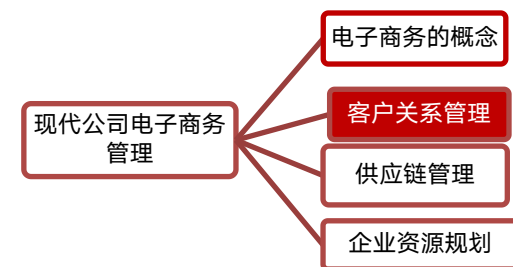 电子商务的概念
客户关系管理
现代公司电子商务
管理
供应链管理
企业资源规划